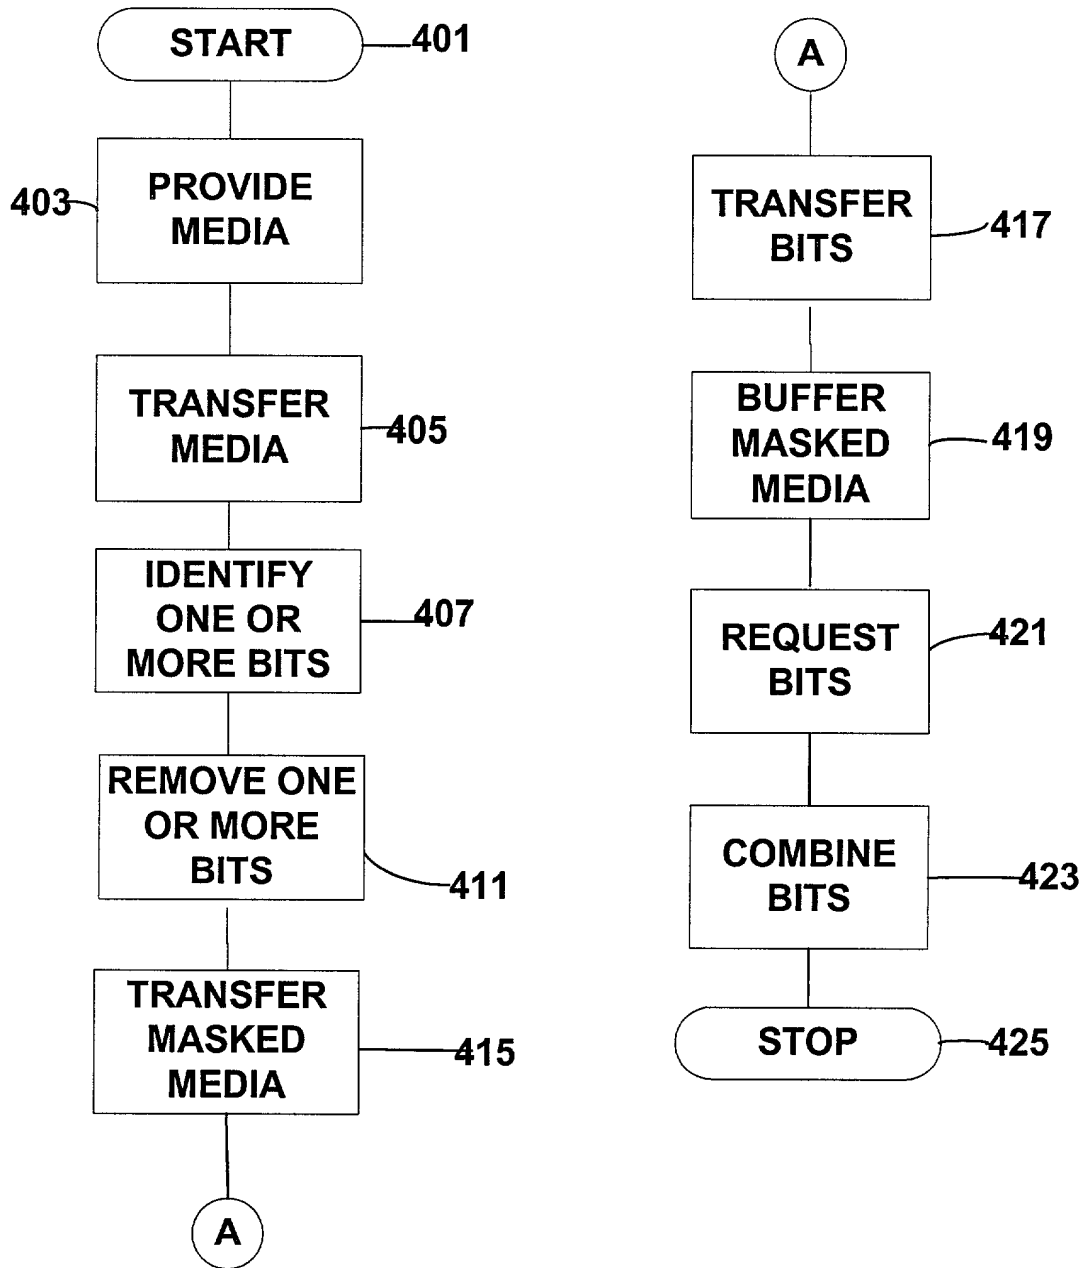 START
401
PROVIDE
MEDIA
403
TRANSFER
MEDIA
405
IDENTIFY
ONE OR
MORE BITS
407
REMOVE ONE
OR MORE
BITS
411
TRANSFER
MASKED
MEDIA
415
A
A
TRANSFER
BITS
417
BUFFER
MASKED
MEDIA
419
REQUEST
BITS
421
COMBINE
BITS
423
STOP
425